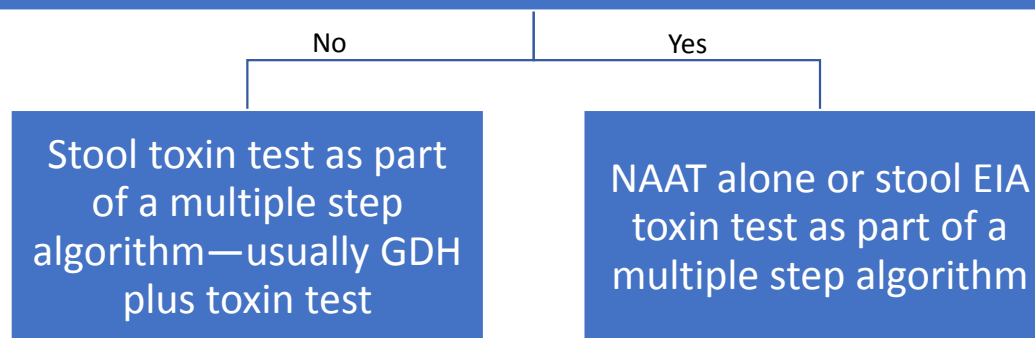 No
Yes
Stool toxin test as part
of a multiple step
algorithm—usually GDH
plus toxin test
NAAT alone or stool EIA
toxin test as part of a
multiple step algorithm